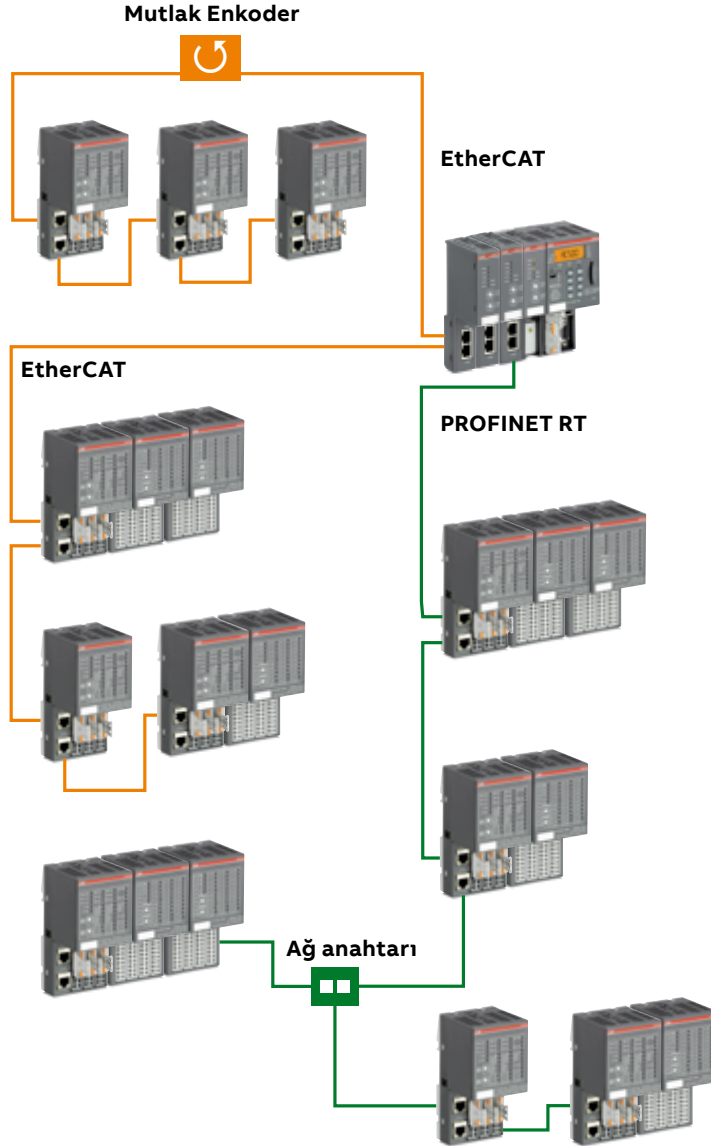 Mutlak Enkoder
EtherCAT
EtherCAT
PROFINET RT
Ağ anahtarı